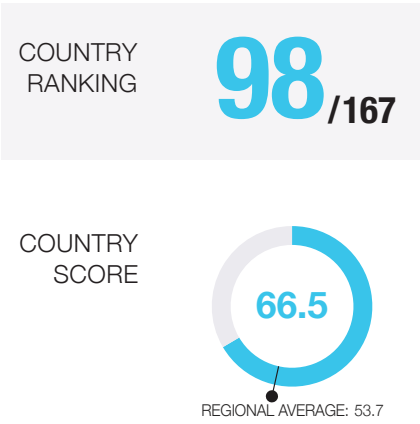 COUNTRY
RANKING
98/167
COUNTRY
SCORE
66.5
REGIONAL AVERAGE: 53.7